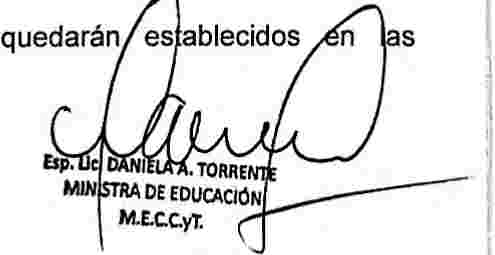 quedarán establecidos en las
Esp. Lic. DANIELA A. TORRENTE
MINISTRA DE EDUCACIÓN
M.E.C.C.yT.